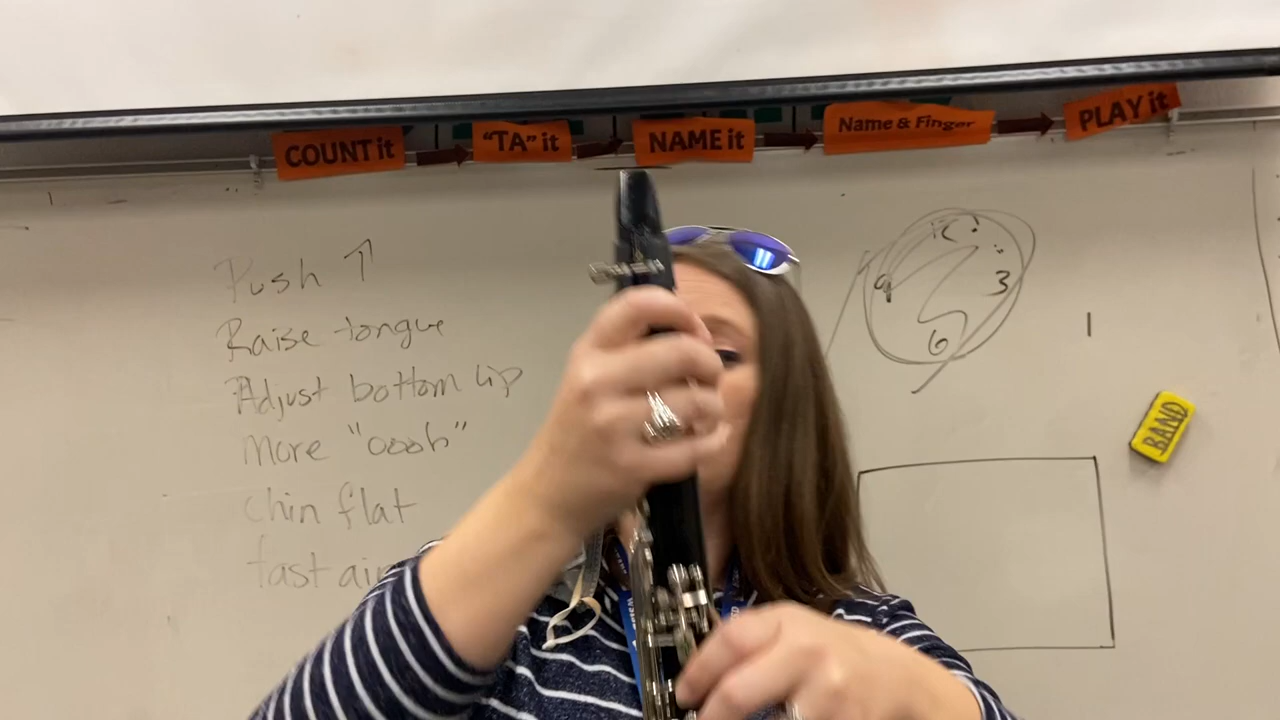 COUNT it "TA" it NAME it Name & Finger PLAY it
Push ↑
Raise tongue
Adjust bottom lip
More "oooh"
chin flat
fast air
9 3
6
BAND